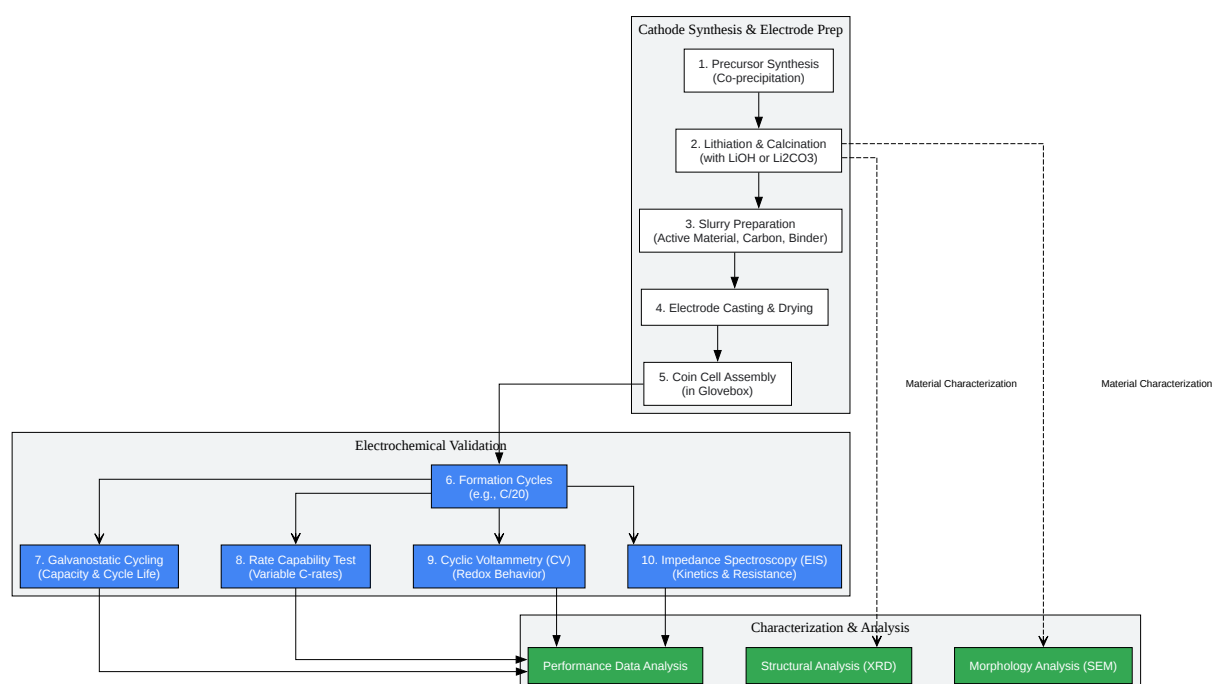 Cathode Synthesis & Electrode Prep
1. Precursor Synthesis
(Co-precipitation)
2. Lithiation & Calcination
(with LiOH or Li2CO3)
3. Slurry Preparation
(Active Material, Carbon, Binder)
4. Electrode Casting & Drying
5. Coin Cell Assembly
(in Glovebox)
Material Characterization
Material Characterization
Electrochemical Validation
6. Formation Cycles
(e.g., C/20)
7. Galvanostatic Cycling
(Capacity & Cycle Life)
8. Rate Capability Test
(Variable C-rates)
9. Cyclic Voltammetry (CV)
(Redox Behavior)
10. Impedance Spectroscopy (EIS)
(Kinetics & Resistance)
Characterization & Analysis
Performance Data Analysis
Structural Analysis (XRD)
Morphology Analysis (SEM)